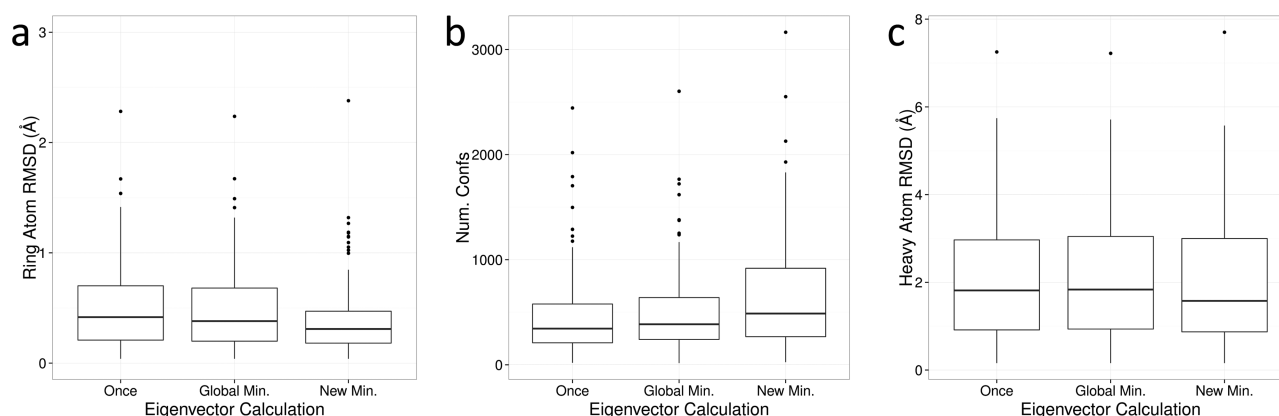 a
Ring Atom RMSD (Å)
3
2
1
0
Once Global Min. New Min.
Eigenvector Calculation
b
Num. Confs
3000
2000
1000
0
Once Global Min. New Min.
Eigenvector Calculation
c
Heavy Atom RMSD (Å)
8
6
4
2
0
Once Global Min. New Min.
Eigenvector Calculation